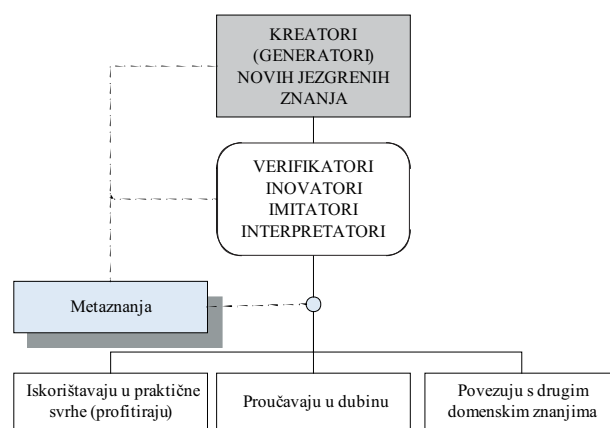 KREATORI
(GENERATORI)
NOVIH JEZGRENIH
ZNANJA
VERIFIKATORI
INOVATORI
IMITATORI
INTERPRETATORI
Metaznanja
Iskorištavaju u praktične
svrhe (profitiraju)
Proučavaju u dubinu
Povezuju s drugim
domenskim znanjima